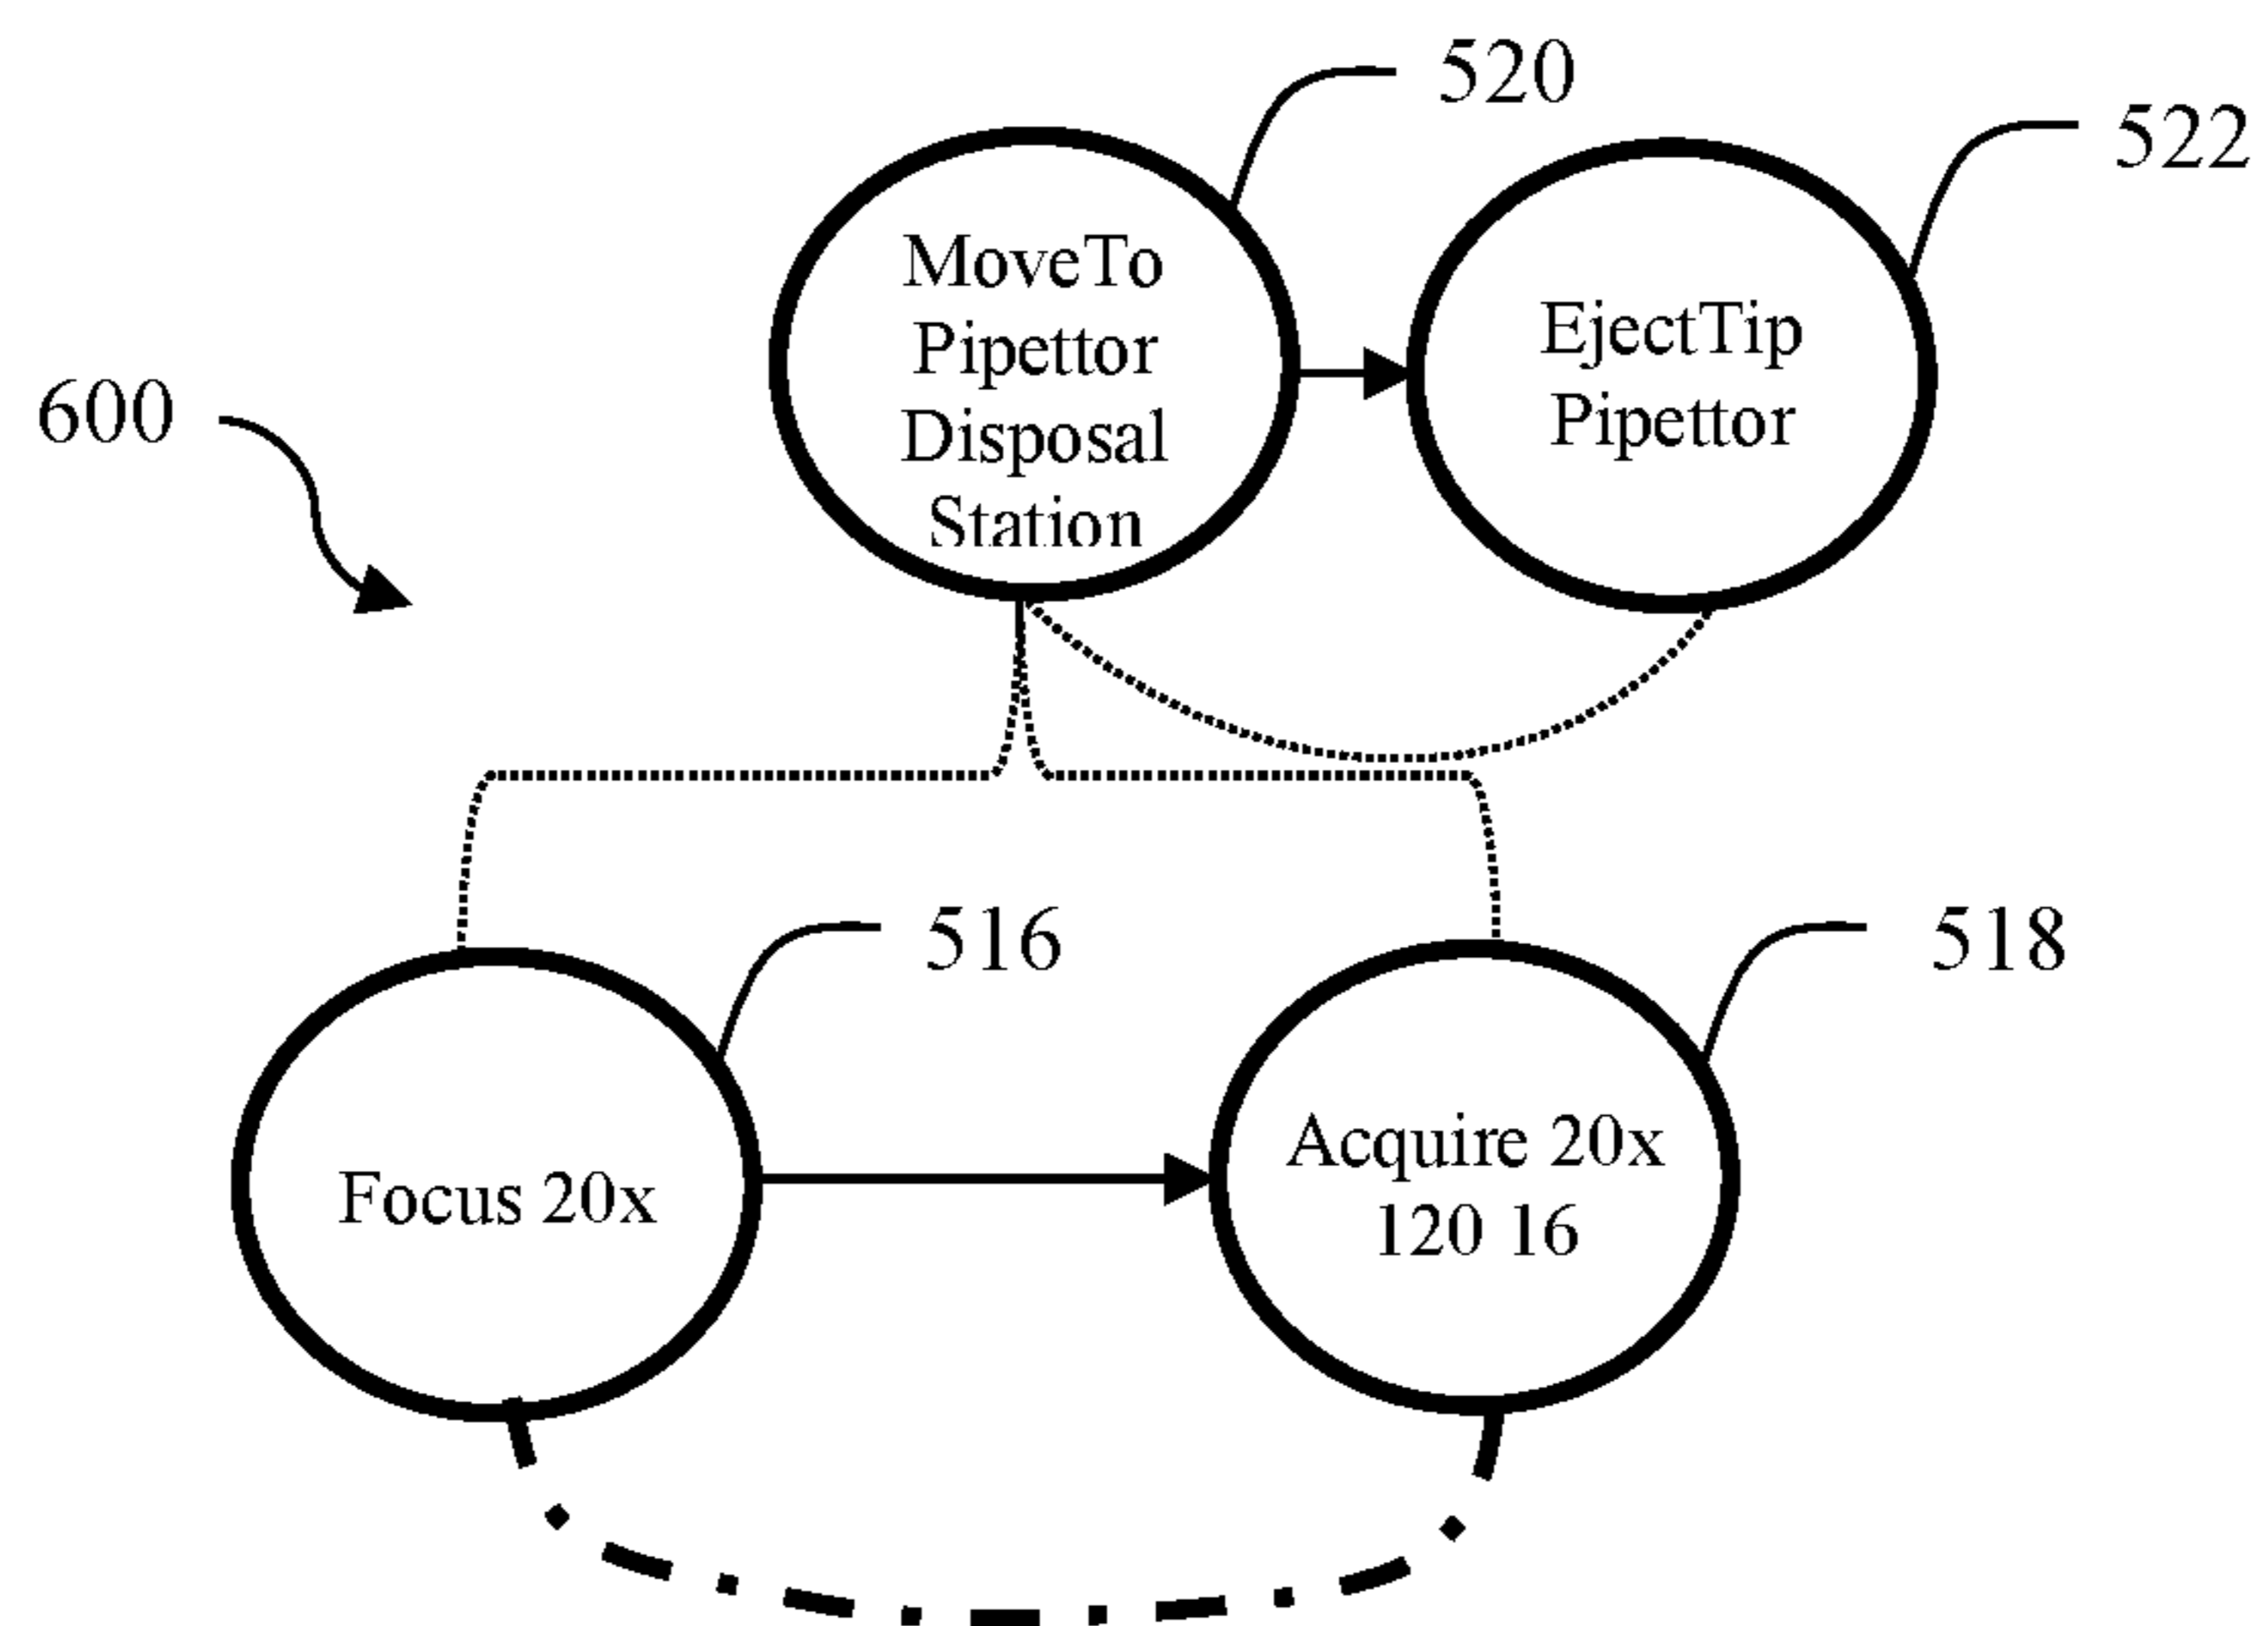 520
522
MoveTo
Pipettor
Disposal
Station
EjectTip
Pipettor
600
516
518
Focus 20x
Acquire 20x
120 16